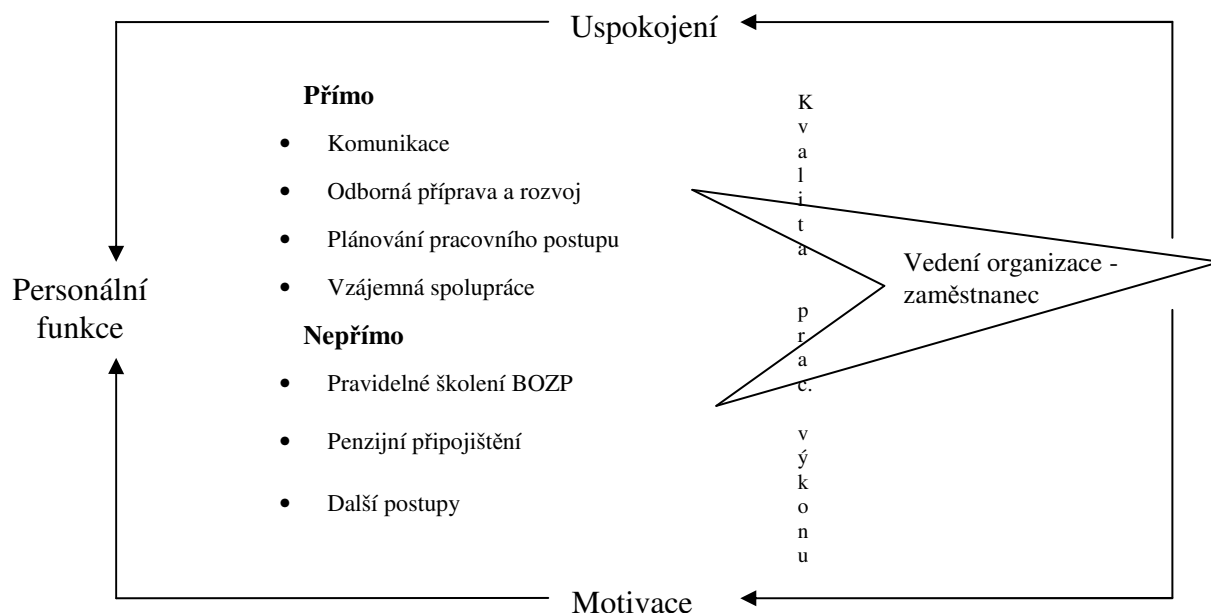 Uspokojení
Přímo
• Komunikace
• Odborná příprava a rozvoj
• Plánování pracovního postupu
• Vzájemná spolupráce
Nepřímo
• Pravidelné školení BOZP
• Penzijní připojištění
• Další postupy
Personální
funkce
Kvalita prac. výkonu
Vedení organizace -
zaměstnanec
Motivace